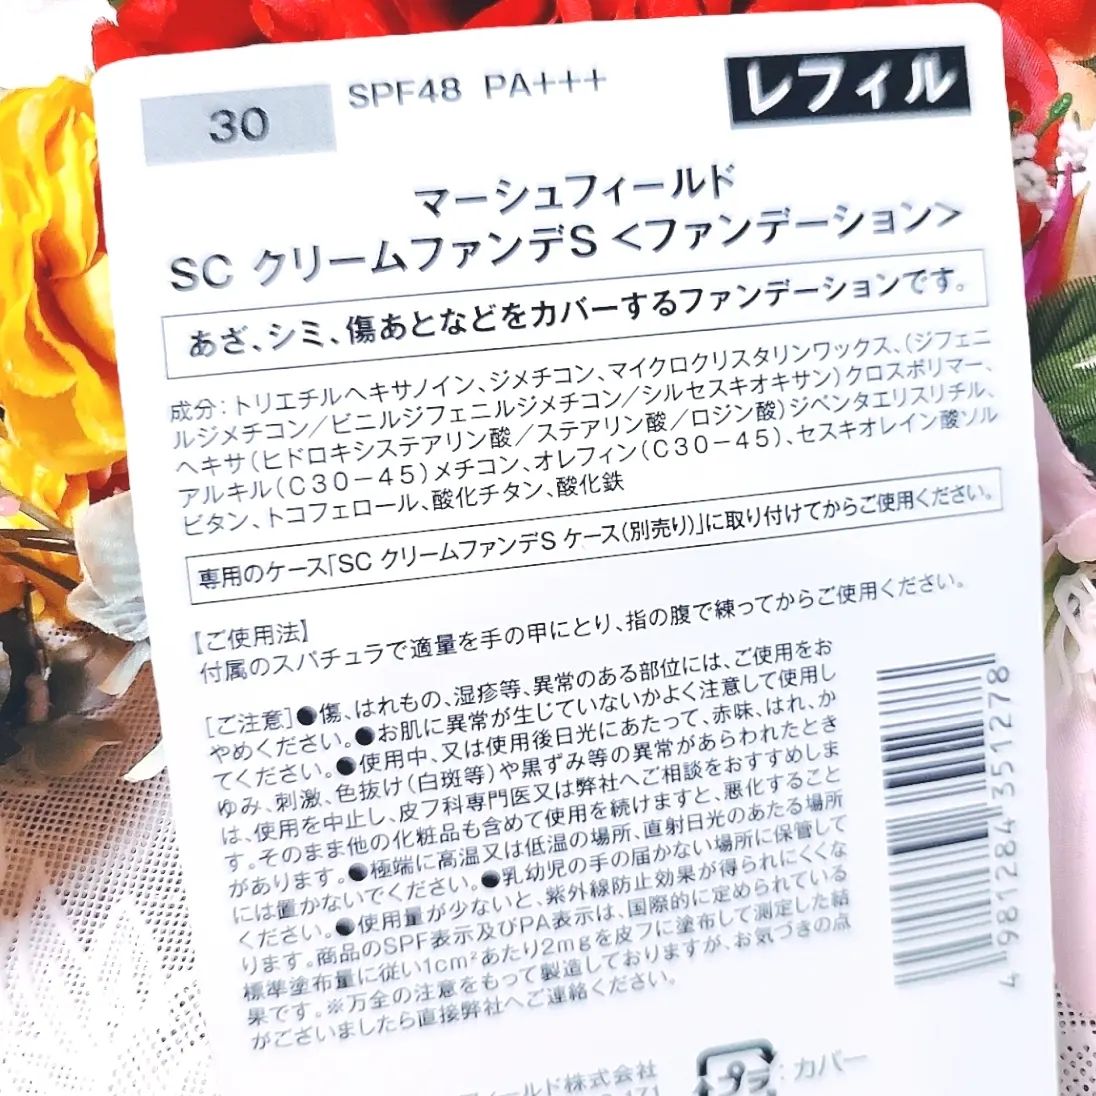 30
SPF48 PA+++
レフィル
マーシュフィールド
SC クリームファンデS <ファンデーション>
あざ、シミ、傷あとなどをカバーするファンデーションです。
成分:トリエチルヘキサノイン、ジメチコン、マイクロクリスタリンワックス、(ジフェニ
ルジメチコン/ビニルジフェニルジメチコン/シルセスキオキサン)クロスポリマー、
ヘキサ(ヒドロキシステアリン酸/ステアリン酸/ロジン酸)ジペンタエリスリチル、
アルキル(C30-45)メチコン、オレフィン(C30-45)、セスキオレイン酸ソル
ビタン、トコフェロール、酸化チタン、酸化鉄
専用のケース「SC クリームファンデS ケース(別売り)」に取り付けてからご使用ください。
【ご使用法】
付属のスパチュラで適量を手の甲にとり、指の腹で練ってからご使用ください。
[ご注意]●傷、はれもの、湿疹等、異常のある部位には、ご使用をお
やめください。●お肌に異常が生じていないかよく注意して使用し
てください。●使用中、又は使用後日光にあたって、赤味、はれ、か
ゆみ、刺激、色抜け(白斑等)や黒ずみ等の異常があらわれたとき
は、使用を中止し、皮フ科専門医又は弊社へご相談をおすすめしま
す。そのまま他の化粧品も含めて使用を続けますと、悪化すること
があります。●極端に高温又は低温の場所、直射日光のあたる場所
には置かないでください。●乳幼児の手の届かない場所に保管して
ください。●使用量が少ないと、紫外線防止効果が得られにくくな
ります。商品のSPF表示及びPA表示は、国際的に定められている
標準塗布量に従い1cm²あたり2mgを皮フに塗布して測定した結
果です。※万全の注意をもって製造しておりますが、お気づきの点
がございましたら直接弊社へご連絡ください。
4 981284 351278
フィールド株式会社
プラ :カバー